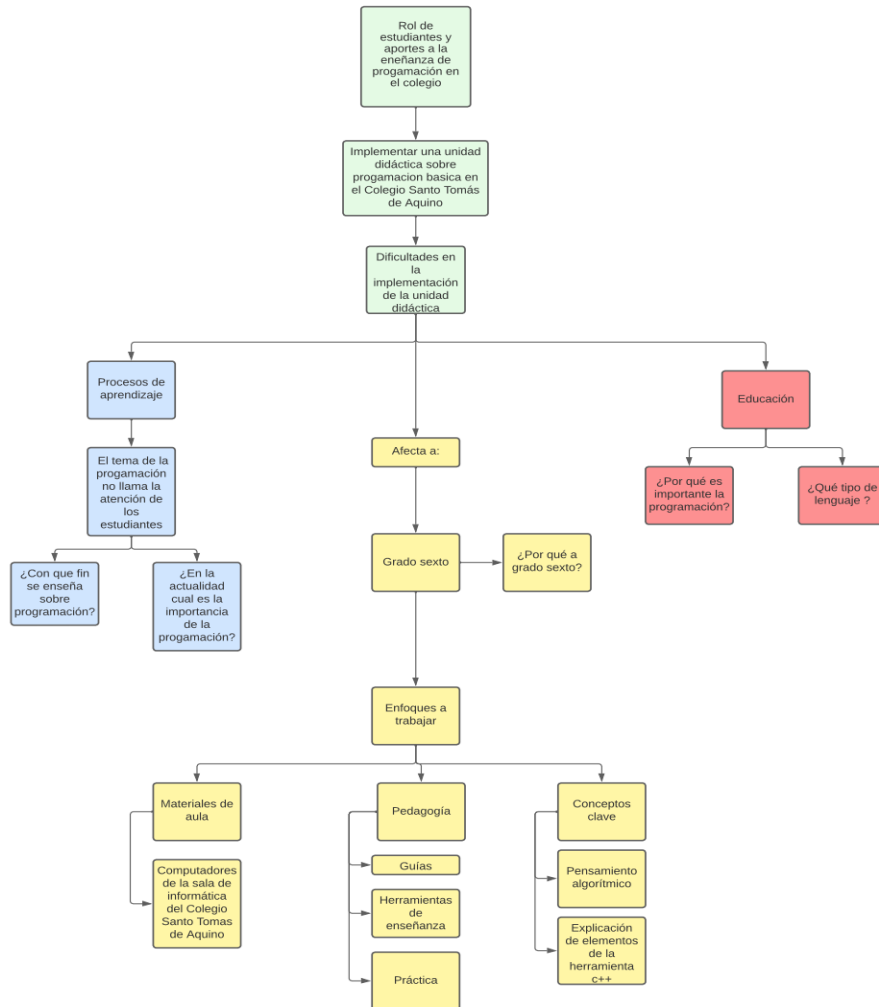 Rol de
estudiantes y
aportes a la
eneñanza de
progamación en
el colegio
Implementar una unidad
didáctica sobre
progamacion basica en
el Colegio Santo Tomás
de Aquino
Dificultades en
la
implementación
de la unidad
didáctica
Procesos de
aprendizaje
El tema de la
progamación
no llama la
atención de
los
estudiantes
¿Con que fin
se enseña
sobre
programación?
¿En la
actualidad
cual es la
importancia
de la
progamación?
Afecta a:
Grado sexto
¿Por qué a
grado sexto?
Educación
¿Por qué es
importante la
programación?
¿Qué tipo de
lenguaje ?
Enfoques a
trabajar
Materiales de
aula
Computadores
de la sala de
informática
del Colegio
Santo Tomas
de Aquino
Pedagogía
Guías
Herramientas
de
enseñanza
Práctica
Conceptos
clave
Pensamiento
algorítmico
Explicación
de elementos
de la
herramienta
c++